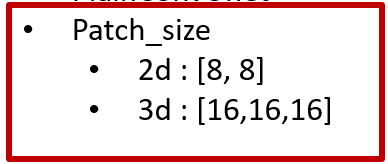 • Patch_size
• 2d : [8, 8]
• 3d : [16,16,16]